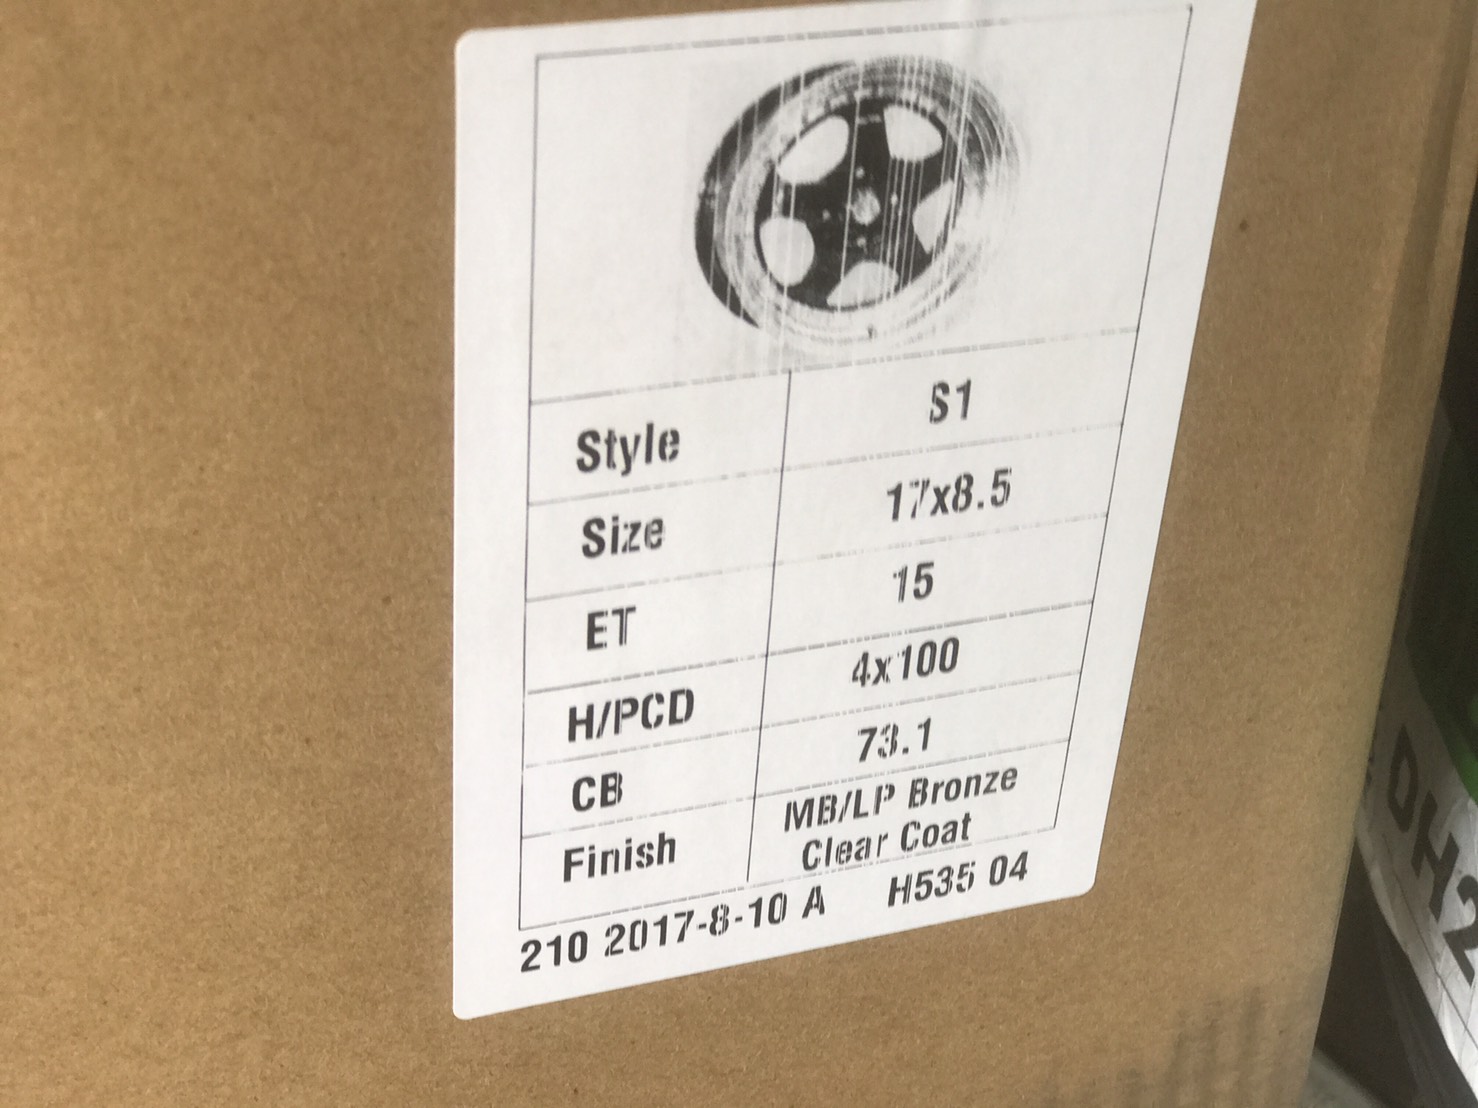 Style S1
Size 17x8.5
ET 15
H/PCD 4x100
CB 73.1
Finish MB/LP Bronze
Clear Coat
210 2017-8-10 A H535 04